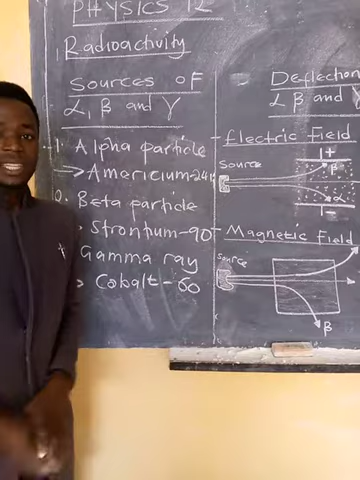 PHYSICS 12
Radioactivity
Sources OF
α, β and γ
1. Alpha particle
→ Americium-241
Beta particle
Strontum-90
Gamma ray
Cobalt-60
Deflection
α β and γ
- Electric Field
Source
+
β
α
-
- Magnetic Field
Source
β